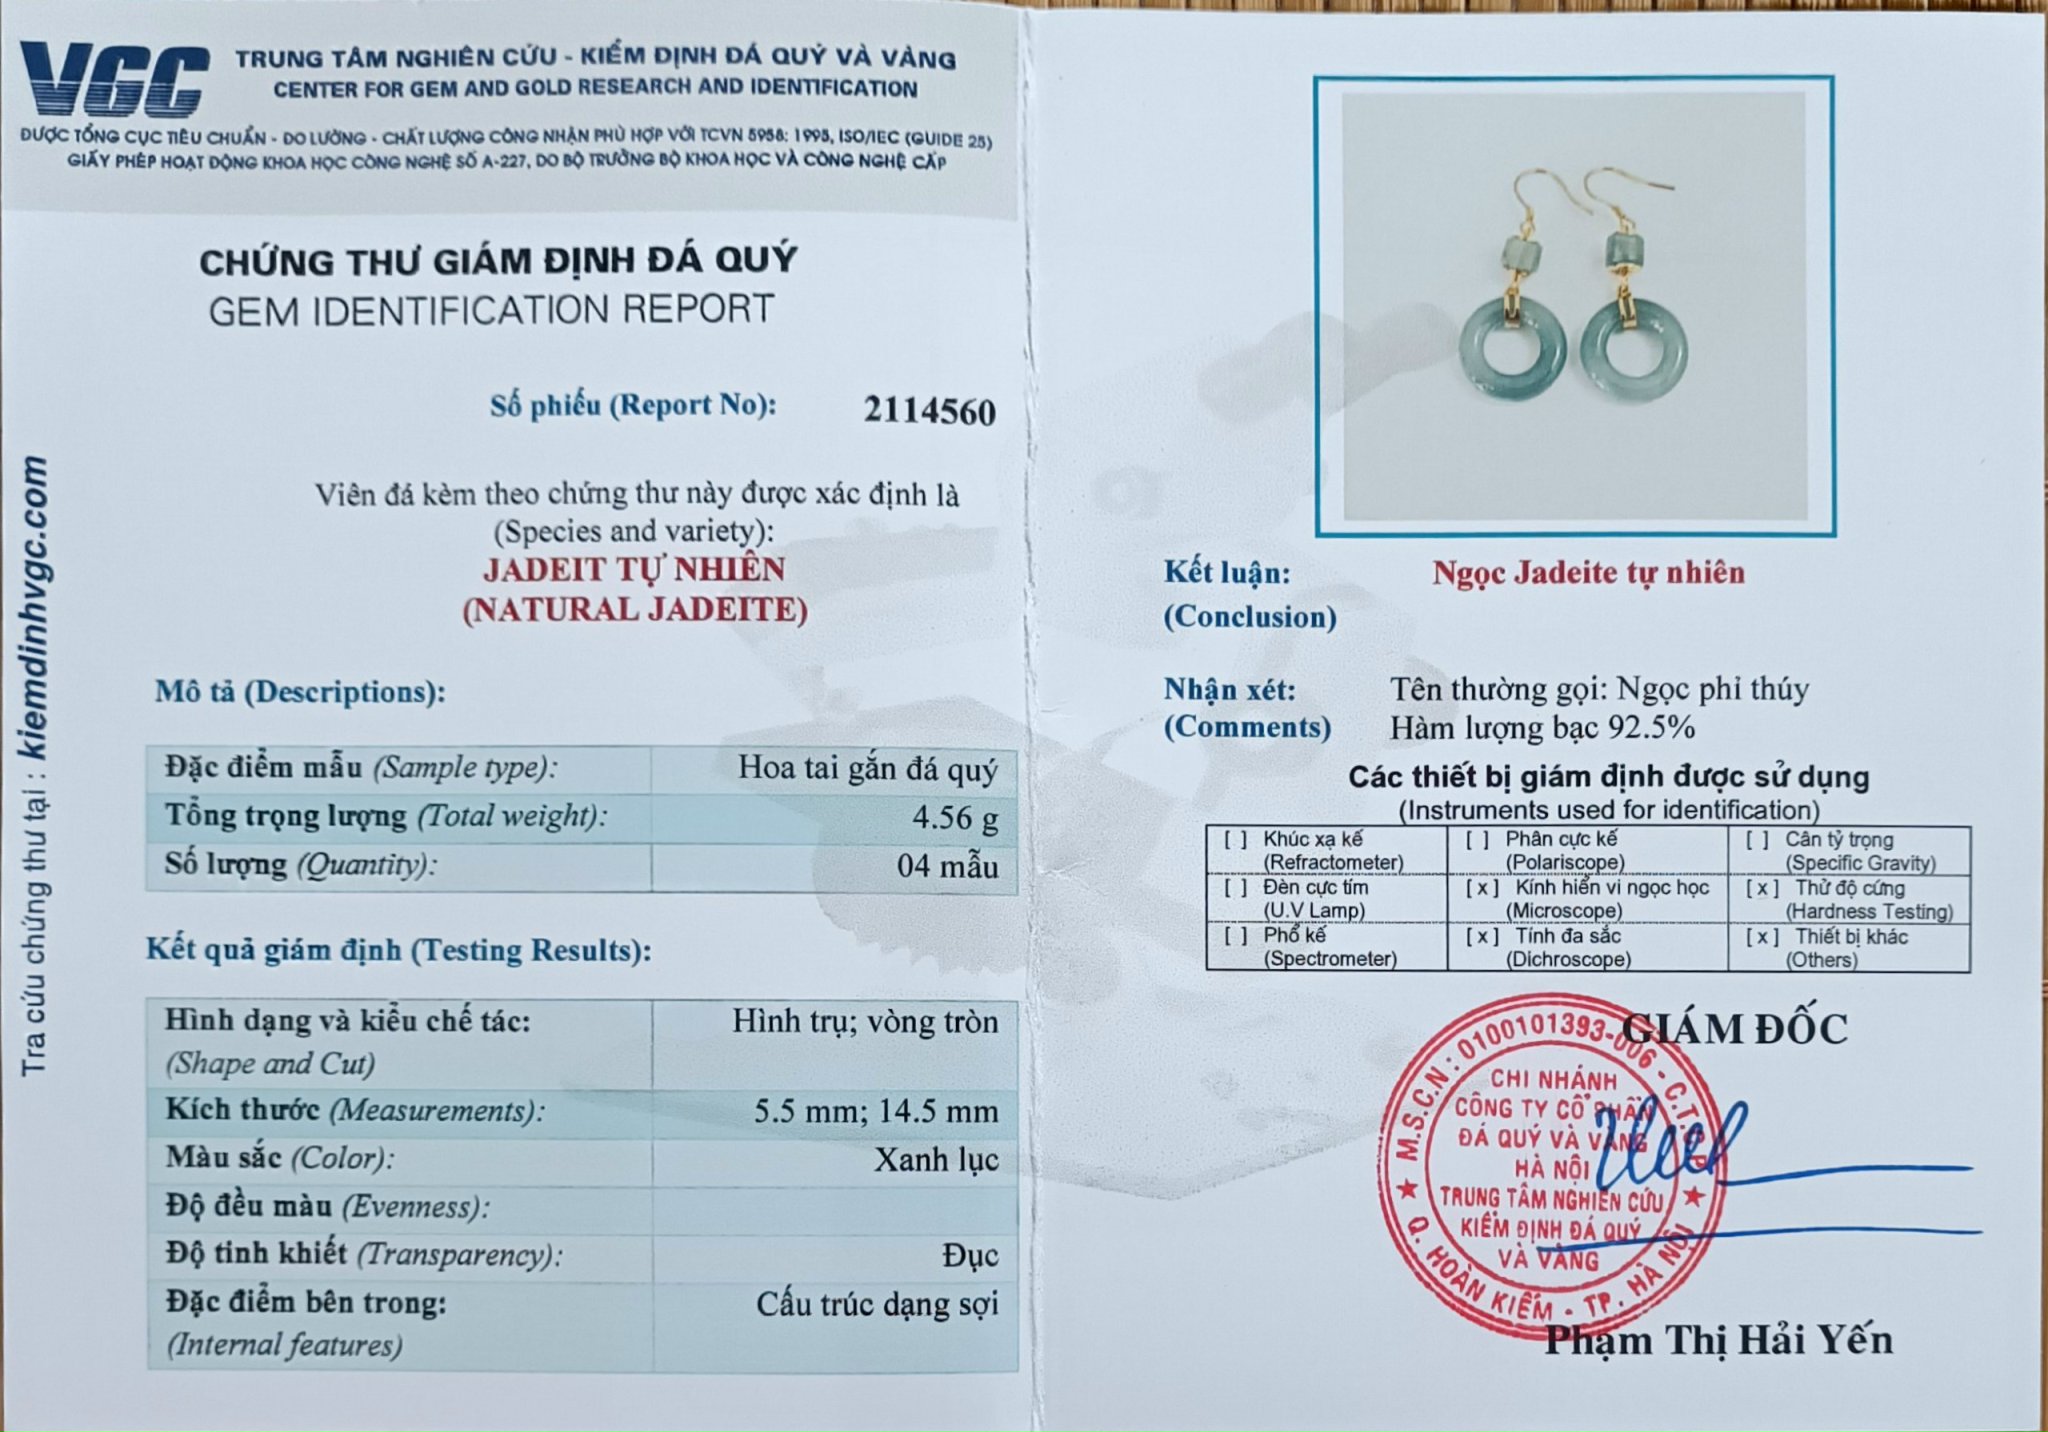 VGC
TRUNG TÂM NGHIÊN CỨU - KIỂM ĐỊNH ĐÁ QUÝ VÀ VÀNG
CENTER FOR GEM AND GOLD RESEARCH AND IDENTIFICATION
ĐƯỢC TỔNG CỤC TIÊU CHUẨN - ĐO LƯỜNG - CHẤT LƯỢNG CÔNG NHẬN PHÙ HỢP VỚI TCVN 5958: 1995, ISO/IEC (GUIDE 25)
GIẤY PHÉP HOẠT ĐỘNG KHOA HỌC CÔNG NGHỆ SỐ A-227, DO BỘ TRƯỞNG BỘ KHOA HỌC VÀ CÔNG NGHỆ CẤP
CHỨNG THƯ GIÁM ĐỊNH ĐÁ QUÝ
GEM IDENTIFICATION REPORT
Số phiếu (Report No): 2114560
Viên đá kèm theo chứng thư này được xác định là
(Species and variety):
JADEIT TỰ NHIÊN
(NATURAL JADEITE)
Mô tả (Descriptions):
Đặc điểm mẫu (Sample type): Hoa tai gắn đá quý
Tổng trọng lượng (Total weight): 4.56 g
Số lượng (Quantity): 04 mẫu
Kết quả giám định (Testing Results):
Hình dạng và kiểu chế tác: Hình trụ; vòng tròn
(Shape and Cut)
Kích thước (Measurements): 5.5 mm; 14.5 mm
Màu sắc (Color): Xanh lục
Độ đều màu (Evenness):
Độ tinh khiết (Transparency): Đục
Đặc điểm bên trong: Cấu trúc dạng sợi
(Internal features)
Tra cứu chứng thư tại : kiemdinhvgc.com
Kết luận: Ngọc Jadeite tự nhiên
(Conclusion)
Nhận xét: Tên thường gọi: Ngọc phỉ thúy
(Comments) Hàm lượng bạc 92.5%
Các thiết bị giám định được sử dụng
(Instruments used for identification)
[ ] Khúc xạ kế [ ] Phân cực kế [ ] Cân tỷ trọng
(Refractometer) (Polariscope) (Specific Gravity)
[ ] Đèn cực tím [ x ] Kính hiển vi ngọc học [ x ] Thử độ cứng
(U.V Lamp) (Microscope) (Hardness Testing)
[ ] Phổ kế [ x ] Tính đa sắc [ x ] Thiết bị khác
(Spectrometer) (Dichroscope) (Others)
GIÁM ĐỐC
M.S.C.N: 0100101393-006 - C.T.C.P
CHI NHÁNH
CÔNG TY CỔ PHẦN
ĐÁ QUÝ VÀ VÀNG
HÀ NỘI
TRUNG TÂM NGHIÊN CỨU
KIỂM ĐỊNH ĐÁ QUÝ
VÀ VÀNG
Q. HOÀN KIẾM - TP. HÀ NỘI
Phạm Thị Hải Yến